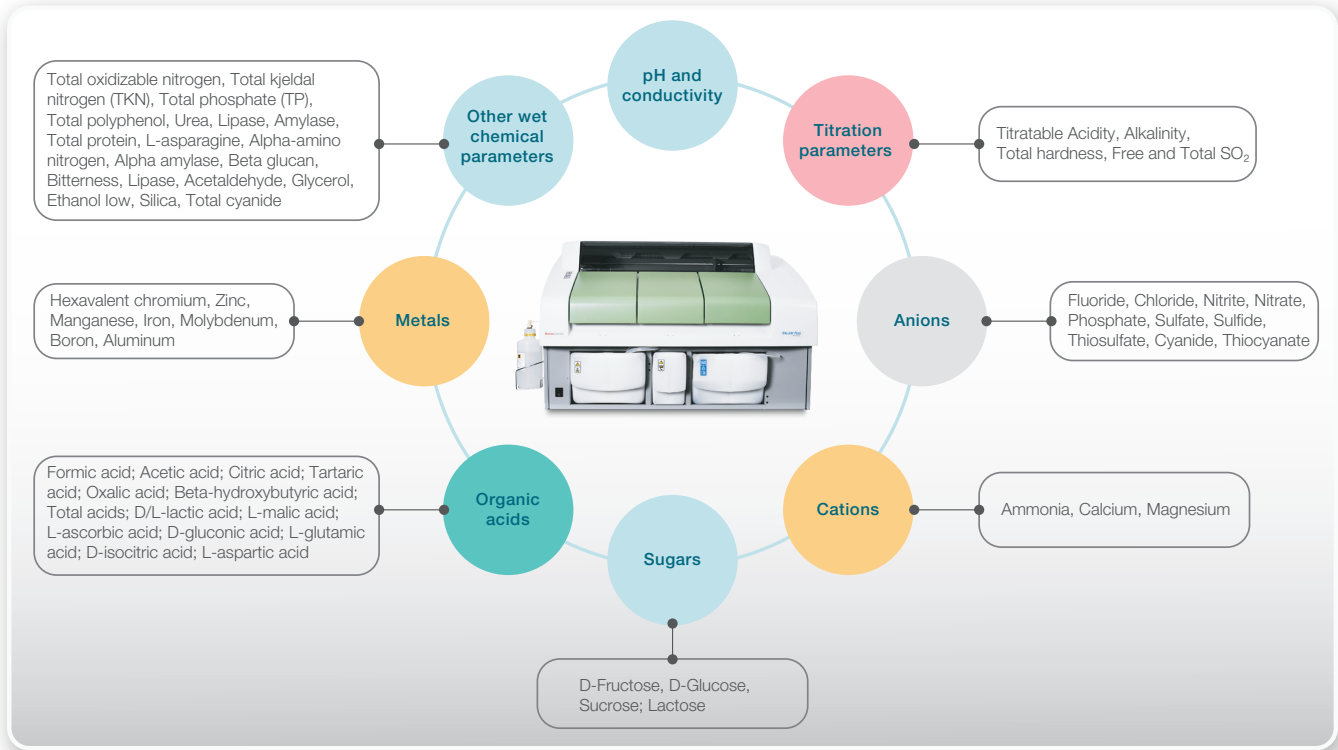 pH and
conductivity
Titration
parameters
Titratable Acidity, Alkalinity,
Total hardness, Free and Total SO₂
Anions
Fluoride, Chloride, Nitrite, Nitrate,
Phosphate, Sulfate, Sulfide,
Thiosulfate, Cyanide, Thiocyanate
Cations
Ammonia, Calcium, Magnesium
Sugars
D-Fructose, D-Glucose,
Sucrose; Lactose
Organic
acids
Formic acid; Acetic acid; Citric acid; Tartaric
acid; Oxalic acid; Beta-hydroxybutyric acid;
Total acids; D/L-lactic acid; L-malic acid;
L-ascorbic acid; D-gluconic acid; L-glutamic
acid; D-isocitric acid; L-aspartic acid
Metals
Hexavalent chromium, Zinc,
Manganese, Iron, Molybdenum,
Boron, Aluminum
Other wet
chemical
parameters
Total oxidizable nitrogen, Total kjeldal
nitrogen (TKN), Total phosphate (TP),
Total polyphenol, Urea, Lipase, Amylase,
Total protein, L-asparagine, Alpha-amino
nitrogen, Alpha amylase, Beta glucan,
Bitterness, Lipase, Acetaldehyde, Glycerol,
Ethanol low, Silica, Total cyanide